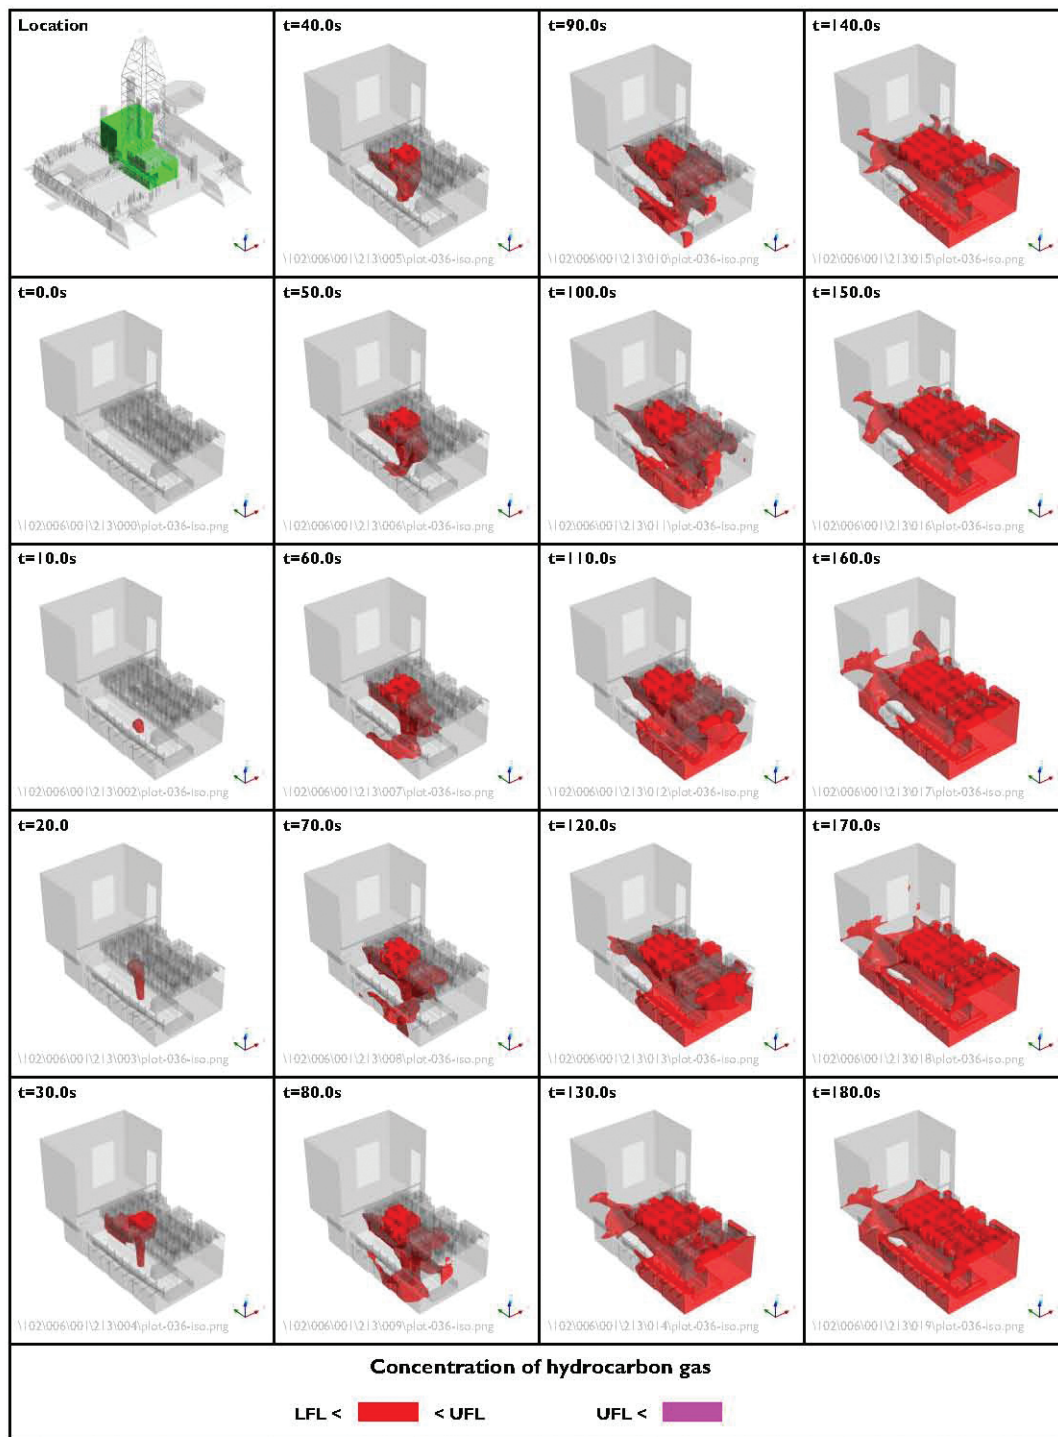 Location
t=0.0s
\102\006\001\213\000\plot-036-iso.png
t=10.0s
\102\006\001\213\002\plot-036-iso.png
t=20.0
\102\006\001\213\003\plot-036-iso.png
t=30.0s
\102\006\001\213\004\plot-036-iso.png
t=40.0s
\102\006\001\213\005\plot-036-iso.png
t=50.0s
\102\006\001\213\006\plot-036-iso.png
t=60.0s
\102\006\001\213\007\plot-036-iso.png
t=70.0s
\102\006\001\213\008\plot-036-iso.png
t=80.0s
\102\006\001\213\009\plot-036-iso.png
t=90.0s
\102\006\001\213\010\plot-036-iso.png
t=100.0s
\102\006\001\213\011\plot-036-iso.png
t=110.0s
\102\006\001\213\012\plot-036-iso.png
t=120.0s
\102\006\001\213\013\plot-036-iso.png
t=130.0s
\102\006\001\213\014\plot-036-iso.png
t=140.0s
\102\006\001\213\015\plot-036-iso.png
t=150.0s
\102\006\001\213\016\plot-036-iso.png
t=160.0s
\102\006\001\213\017\plot-036-iso.png
t=170.0s
\102\006\001\213\018\plot-036-iso.png
t=180.0s
\102\006\001\213\019\plot-036-iso.png
Concentration of hydrocarbon gas
LFL < < UFL UFL <